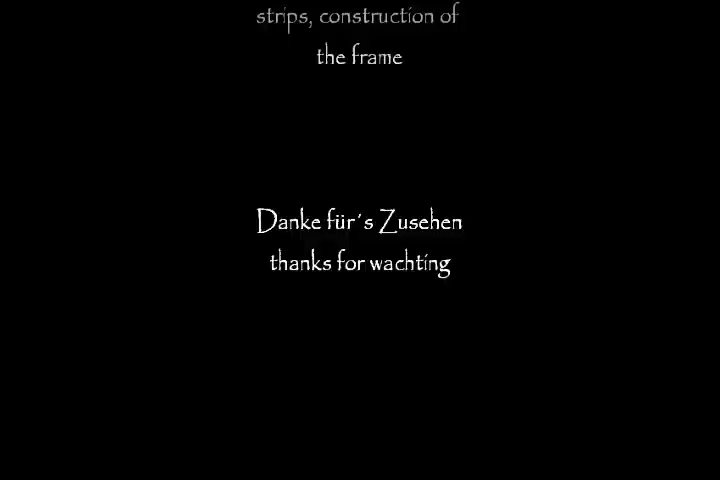 strips, construction of
the frame
Danke für´s Zusehen
thanks for wachting